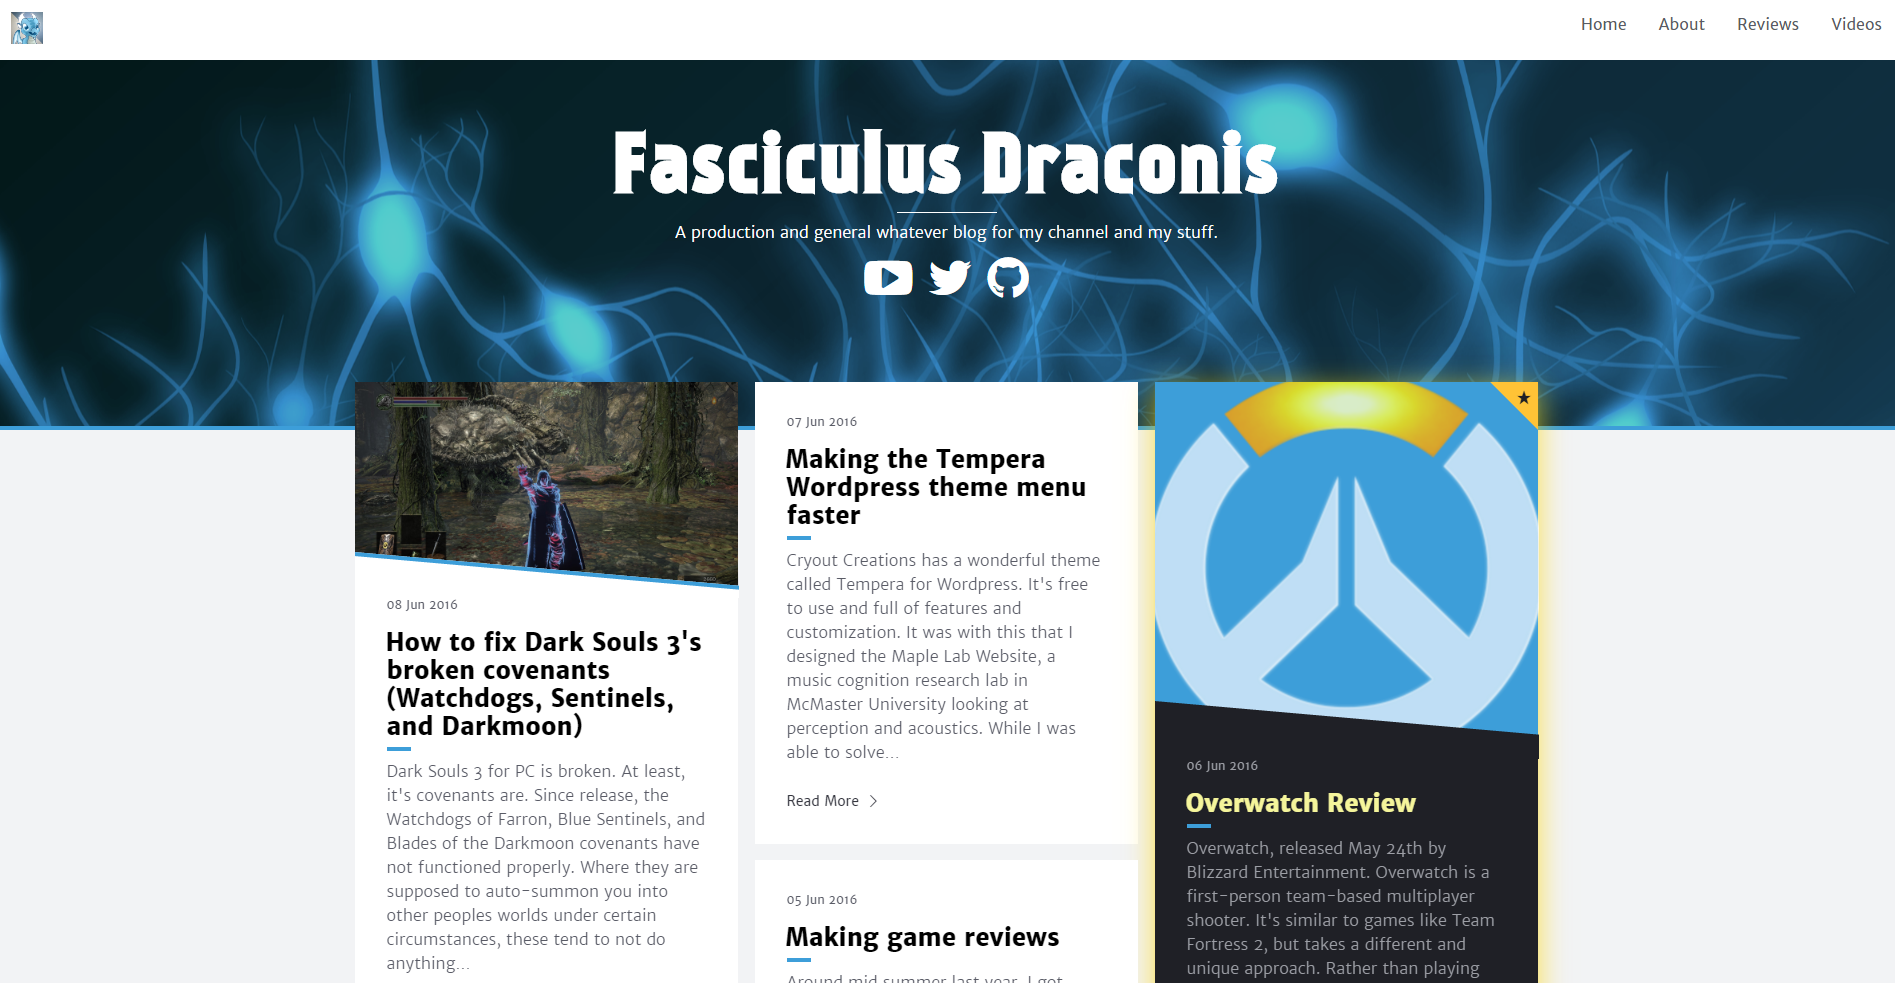 Home About Reviews Videos
Fasciculus Draconis
A production and general whatever blog for my channel and my stuff.
08 Jun 2016
How to fix Dark Souls 3's
broken covenants
(Watchdogs, Sentinels,
and Darkmoon)
Dark Souls 3 for PC is broken. At least,
it's covenants are. Since release, the
Watchdogs of Farron, Blue Sentinels, and
Blades of the Darkmoon covenants have
not functioned properly. Where they are
supposed to auto-summon you into
other peoples worlds under certain
circumstances, these tend to not do
anything...
07 Jun 2016
Making the Tempera
Wordpress theme menu
faster
Cryout Creations has a wonderful theme
called Tempera for Wordpress. It's free
to use and full of features and
customization. It was with this that I
designed the Maple Lab Website, a
music cognition research lab in
McMaster University looking at
perception and acoustics. While I was
able to solve...
Read More
05 Jun 2016
Making game reviews
Around mid summer last year, I got
06 Jun 2016
Overwatch Review
Overwatch, released May 24th by
Blizzard Entertainment. Overwatch is a
first-person team-based multiplayer
shooter. It's similar to games like Team
Fortress 2, but takes a different and
unique approach. Rather than playing